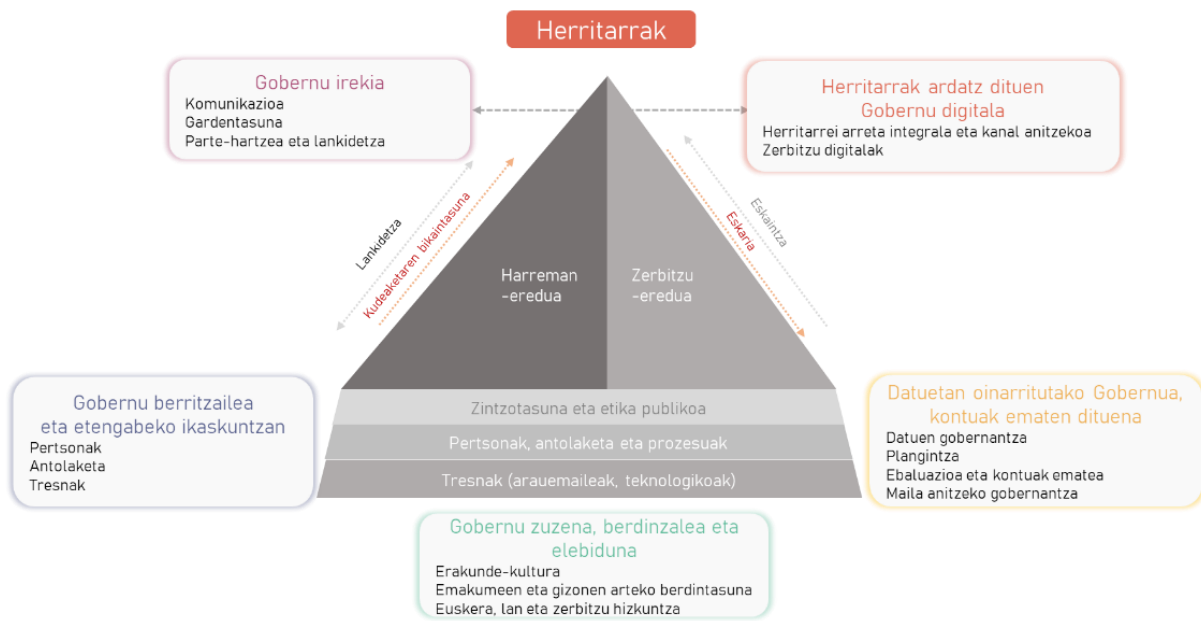 Herritarrak
Gobernu irekia
Komunikazioa
Gardentasuna
Parte-hartzea eta lankidetza
Herritarrak ardatz dituen
Gobernu digitala
Herritarrei arreta integrala eta kanal anitzekoa
Zerbitzu digitalak
Lankidetza
Kudeaketaren bikaintasuna
Eskaria
Eskaintza
Harreman
-eredua
Zerbitzu
-eredua
Gobernu berritzailea
eta etengabeko ikaskuntzan
Pertsonak
Antolaketa
Tresnak
Zintzotasuna eta etika publikoa
Pertsonak, antolaketa eta prozesuak
Tresnak (arauemaileak, teknologikoak)
Datuetan oinarritutako Gobernua,
kontuak ematen dituena
Datuen gobernantza
Plangintza
Ebaluazioa eta kontuak ematea
Maila anitzeko gobernantza
Gobernu zuzena, berdinzalea eta
elebiduna
Erakunde-kultura
Emakumeen eta gizonen arteko berdintasuna
Euskera, lan eta zerbitzu hizkuntza